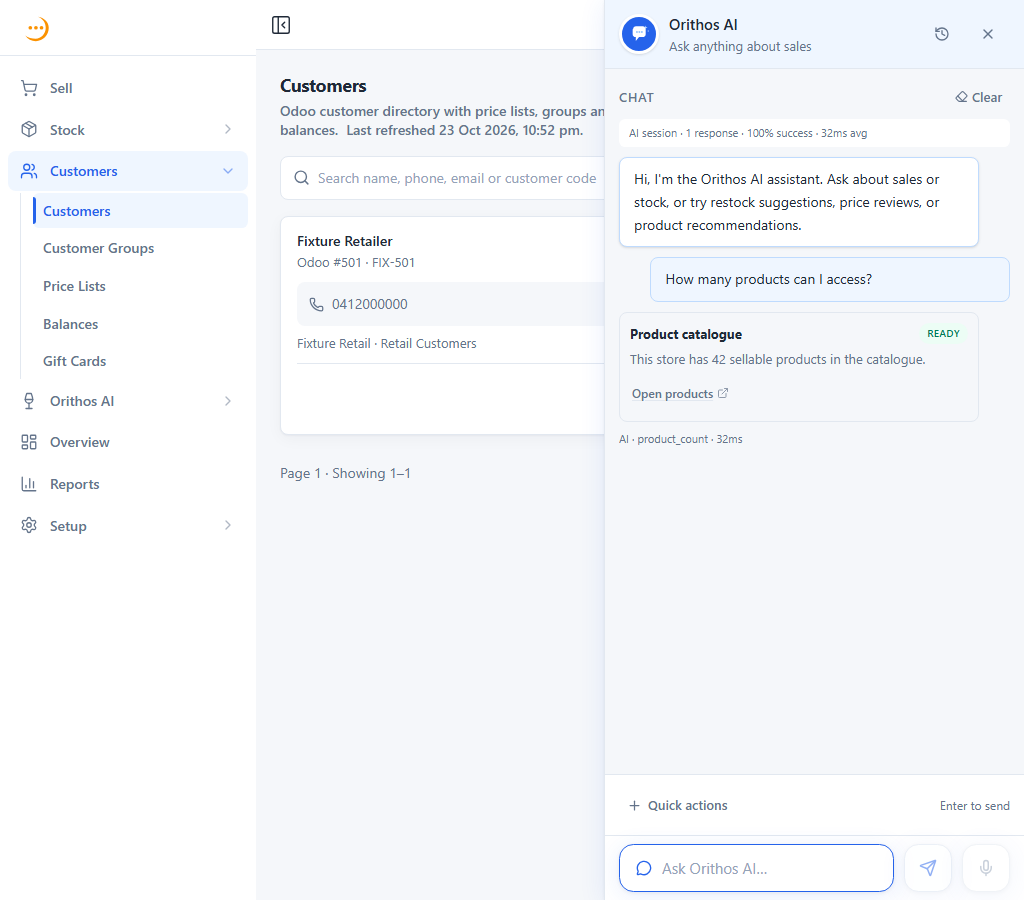 Sell
Stock
Customers
Customers
Customer Groups
Price Lists
Balances
Gift Cards
Orithos AI
Overview
Reports
Setup
Customers
Odoo customer directory with price lists, groups an
balances. Last refreshed 23 Oct 2026, 10:52 pm.
Search name, phone, email or customer code
Fixture Retailer
Odoo #501 · FIX-501
0412000000
Fixture Retail · Retail Customers
Page 1 · Showing 1–1
Orithos AI
Ask anything about sales
CHAT
Clear
AI session · 1 response · 100% success · 32ms avg
Hi, I'm the Orithos AI assistant. Ask about sales or
stock, or try restock suggestions, price reviews, or
product recommendations.
How many products can I access?
Product catalogue
READY
This store has 42 sellable products in the catalogue.
Open products
AI · product_count · 32ms
Quick actions
Enter to send
Ask Orithos AI...